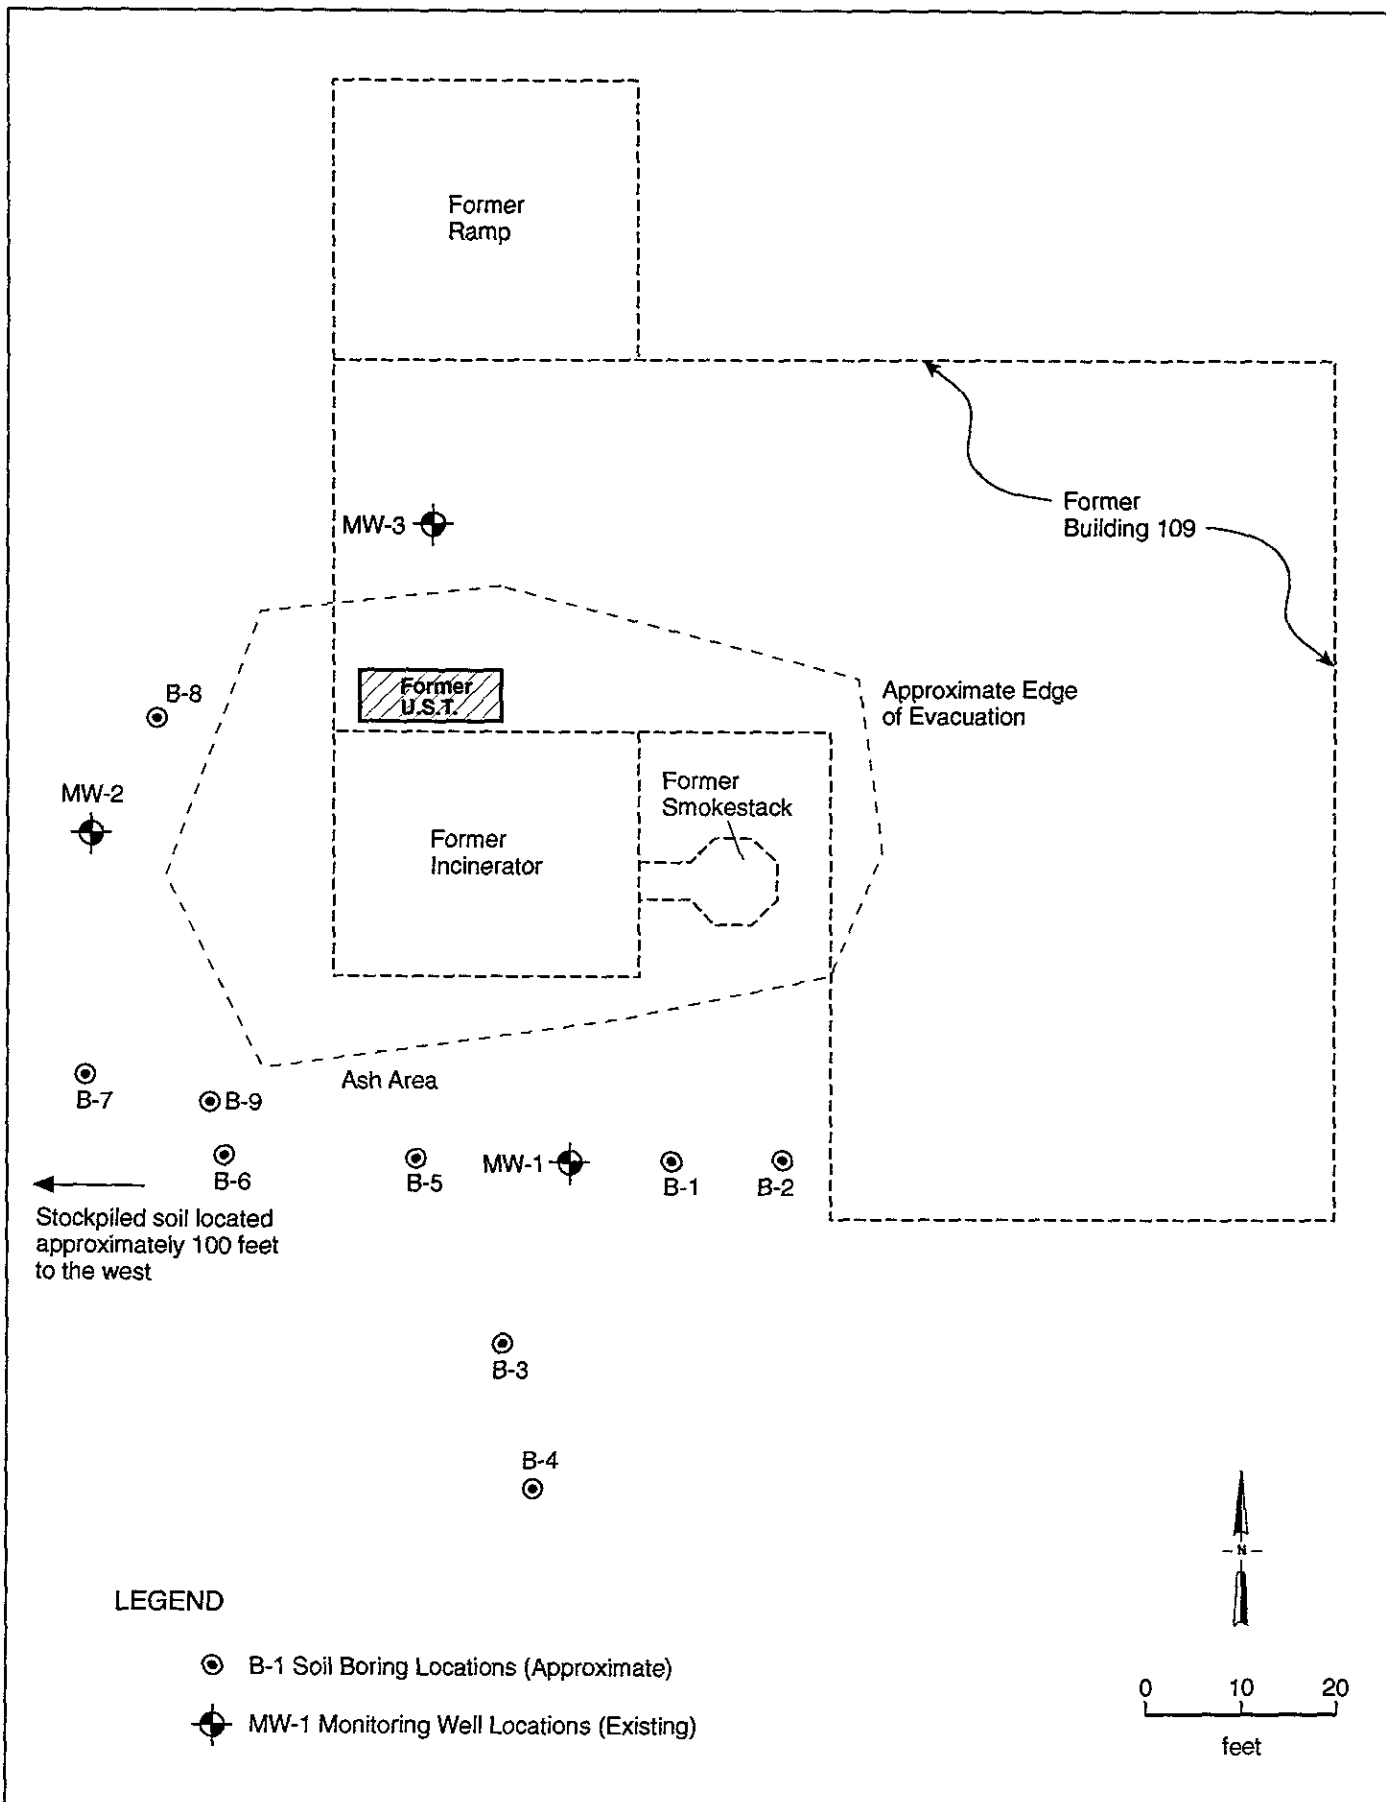 Former
Ramp
MW-3
Former
Building 109
B-8
Former
U.S.T.
Approximate Edge
of Evacuation
MW-2
Former
Smokestack
Former
Incinerator
Ash Area
B-7
B-9
B-6
B-5
MW-1
B-1
B-2
Stockpiled soil located
approximately 100 feet
to the west
B-3
B-4
N
LEGEND
B-1 Soil Boring Locations (Approximate)
MW-1 Monitoring Well Locations (Existing)
0 10 20
feet